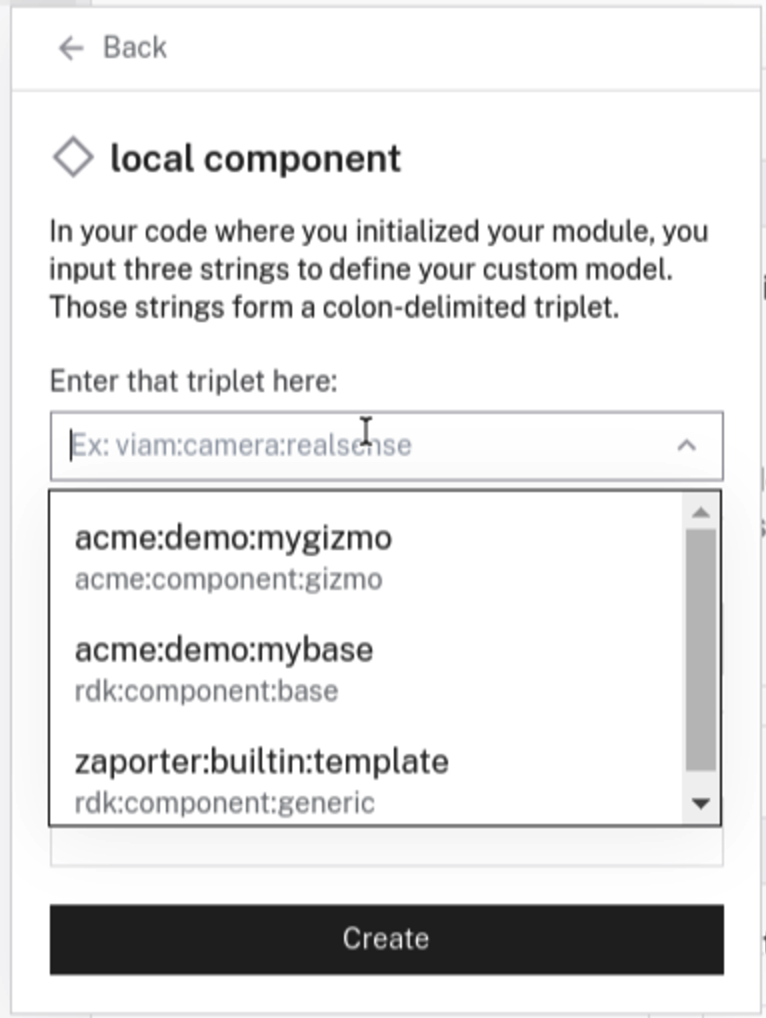 Back
local component
In your code where you initialized your module, you
input three strings to define your custom model.
Those strings form a colon-delimited triplet.
Enter that triplet here:
Ex: viam:camera:realsense
acme:demo:mygizmo
acme:component:gizmo
acme:demo:mybase
rdk:component:base
zaporter:builtin:template
rdk:component:generic
Create